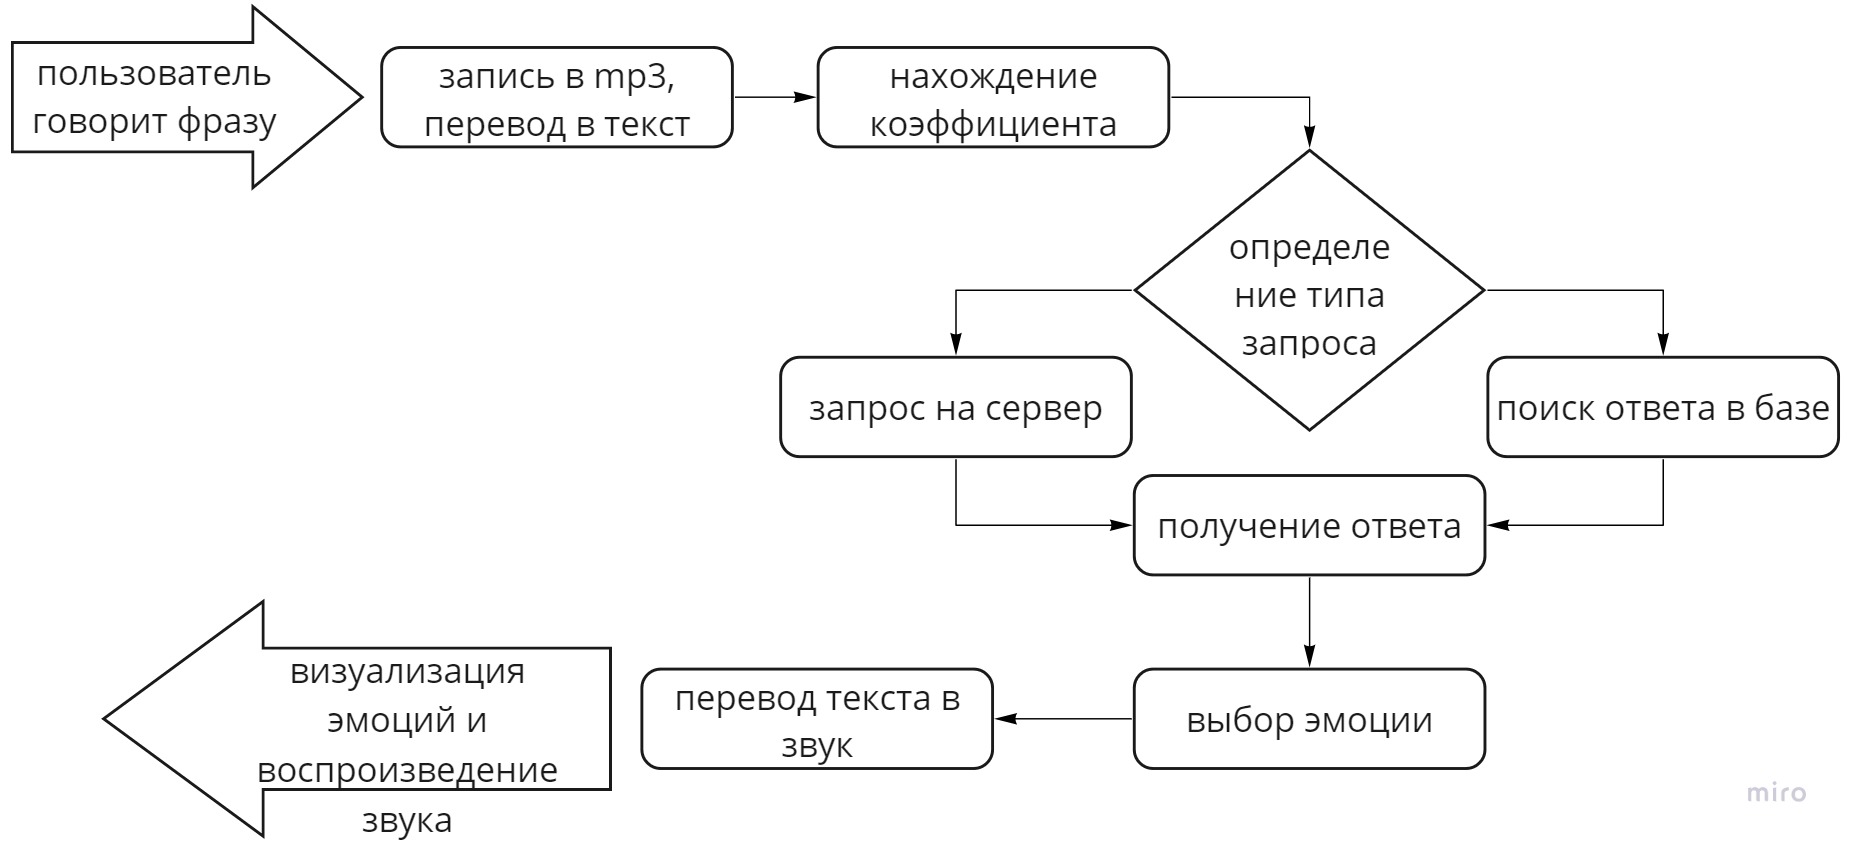 пользователь
говорит фразу
запись в mp3,
перевод в текст
нахождение
коэффициента
определе
ние типа
запроса
запрос на сервер
поиск ответа в базе
получение ответа
выбор эмоции
перевод текста в
звук
визуализация
эмоций и
воспроизведение
звука
miro